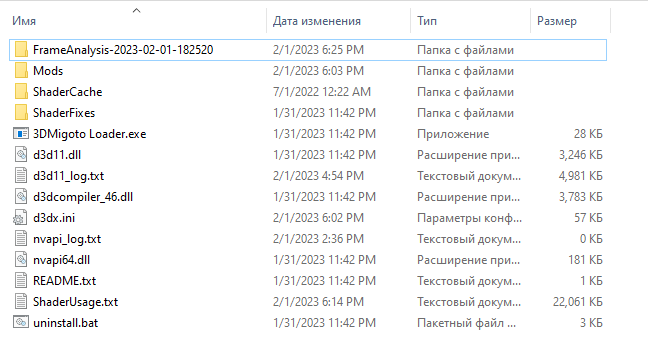 Имя Дата изменения Тип Размер
FrameAnalysis-2023-02-01-182520 2/1/2023 6:25 PM Папка с файлами
Mods 2/1/2023 6:03 PM Папка с файлами
ShaderCache 7/1/2022 12:22 AM Папка с файлами
ShaderFixes 1/31/2023 11:42 PM Папка с файлами
3DMigoto Loader.exe 1/31/2023 11:42 PM Приложение 28 КБ
d3d11.dll 1/31/2023 11:42 PM Расширение при... 3,246 КБ
d3d11_log.txt 2/1/2023 4:54 PM Текстовый докум... 4,981 КБ
d3dcompiler_46.dll 1/31/2023 11:42 PM Расширение при... 3,783 КБ
d3dx.ini 2/1/2023 6:02 PM Параметры конф... 57 КБ
nvapi_log.txt 2/1/2023 2:36 PM Текстовый докум... 0 КБ
nvapi64.dll 1/31/2023 11:42 PM Расширение при... 181 КБ
README.txt 1/31/2023 11:42 PM Текстовый докум... 1 КБ
ShaderUsage.txt 2/1/2023 6:14 PM Текстовый докум... 22,061 КБ
uninstall.bat 1/31/2023 11:42 PM Пакетный файл ... 3 КБ